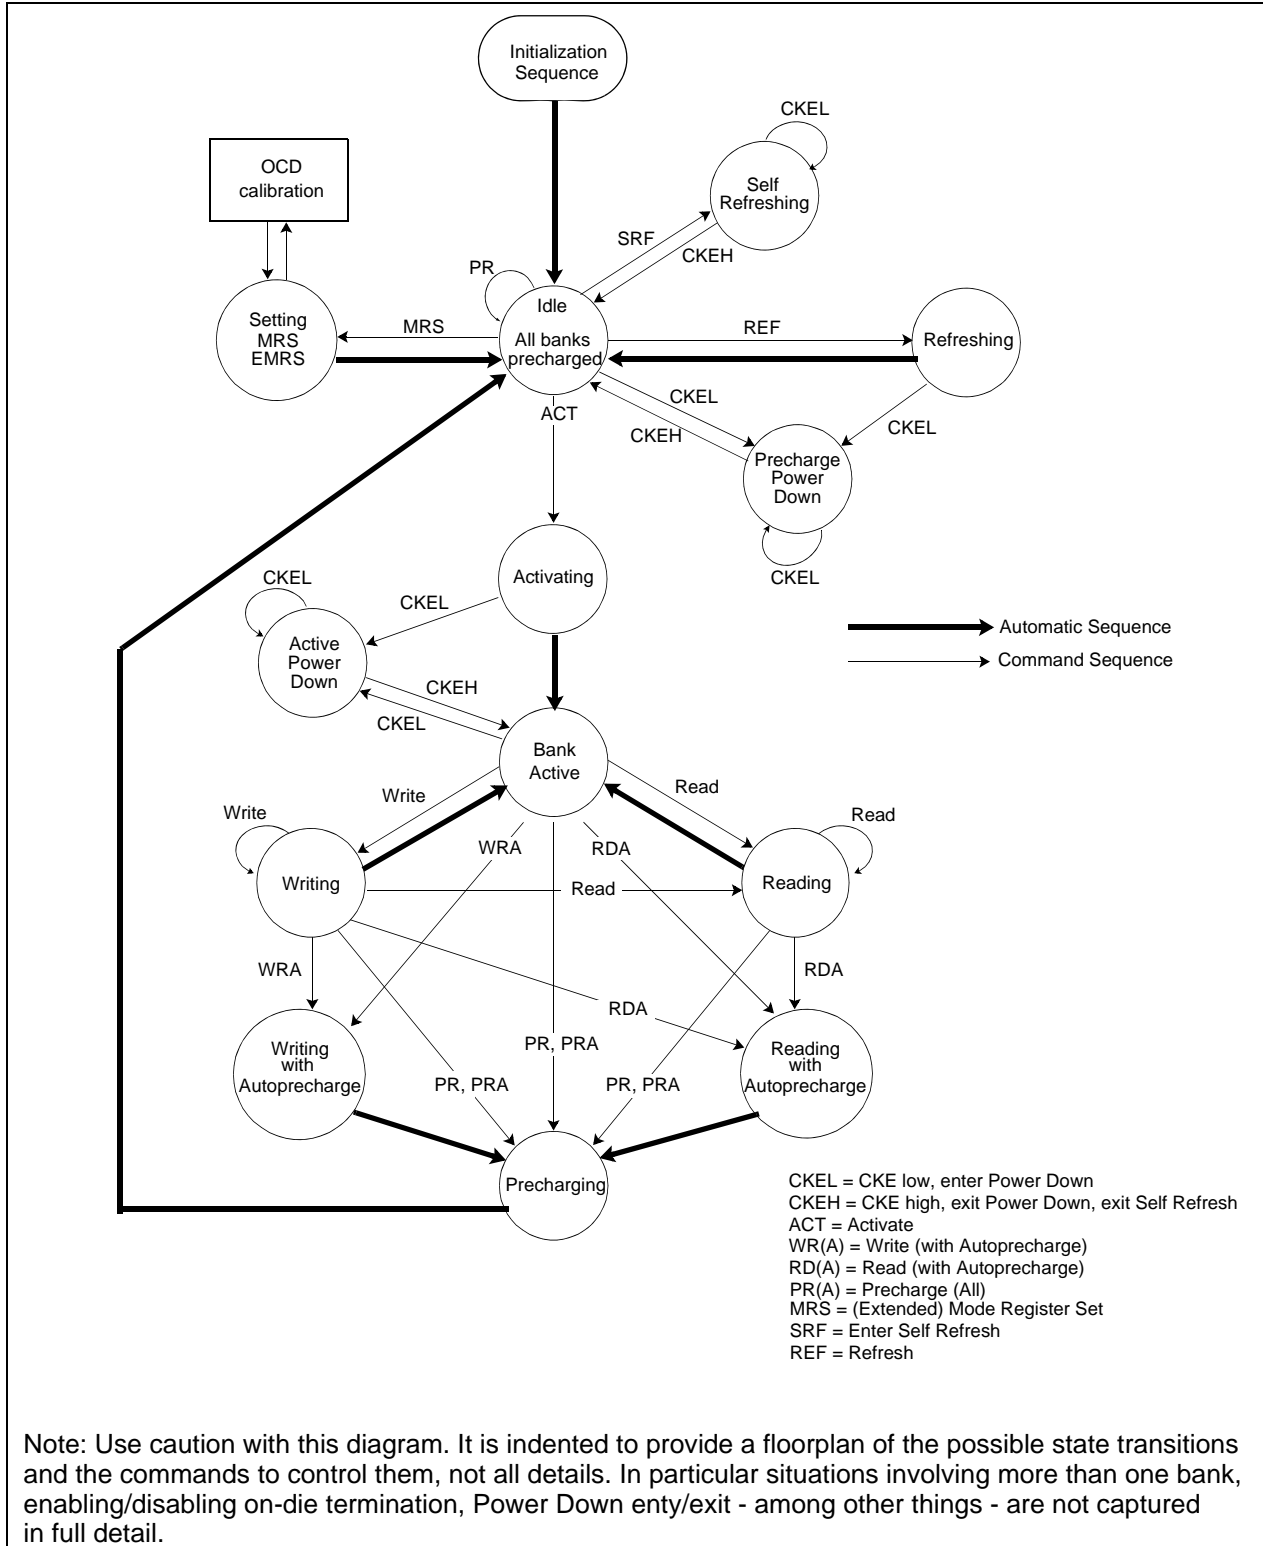 Initialization
Sequence
CKEL
OCD
calibration
Self
Refreshing
SRF
CKEH
PR
Idle
Setting
MRS
EMRS
MRS
All banks
precharged
REF
Refreshing
CKEL
ACT
CKEH
CKEL
Precharge
Power
Down
CKEL
Activating
CKEL
CKEL
Active
Power
Down
Automatic Sequence
Command Sequence
CKEH
CKEL
Bank
Active
Write
Read
Write
Read
WRA
RDA
Writing
Read
Reading
WRA
RDA
RDA
Writing
with
Autoprecharge
PR, PRA
Reading
with
Autoprecharge
PR, PRA
PR, PRA
Precharging
CKEL = CKE low, enter Power Down
CKEH = CKE high, exit Power Down, exit Self Refresh
ACT = Activate
WR(A) = Write (with Autoprecharge)
RD(A) = Read (with Autoprecharge)
PR(A) = Precharge (All)
MRS = (Extended) Mode Register Set
SRF = Enter Self Refresh
REF = Refresh
Note: Use caution with this diagram. It is indented to provide a floorplan of the possible state transitions
and the commands to control them, not all details. In particular situations involving more than one bank,
enabling/disabling on-die termination, Power Down enty/exit - among other things - are not captured
in full detail.